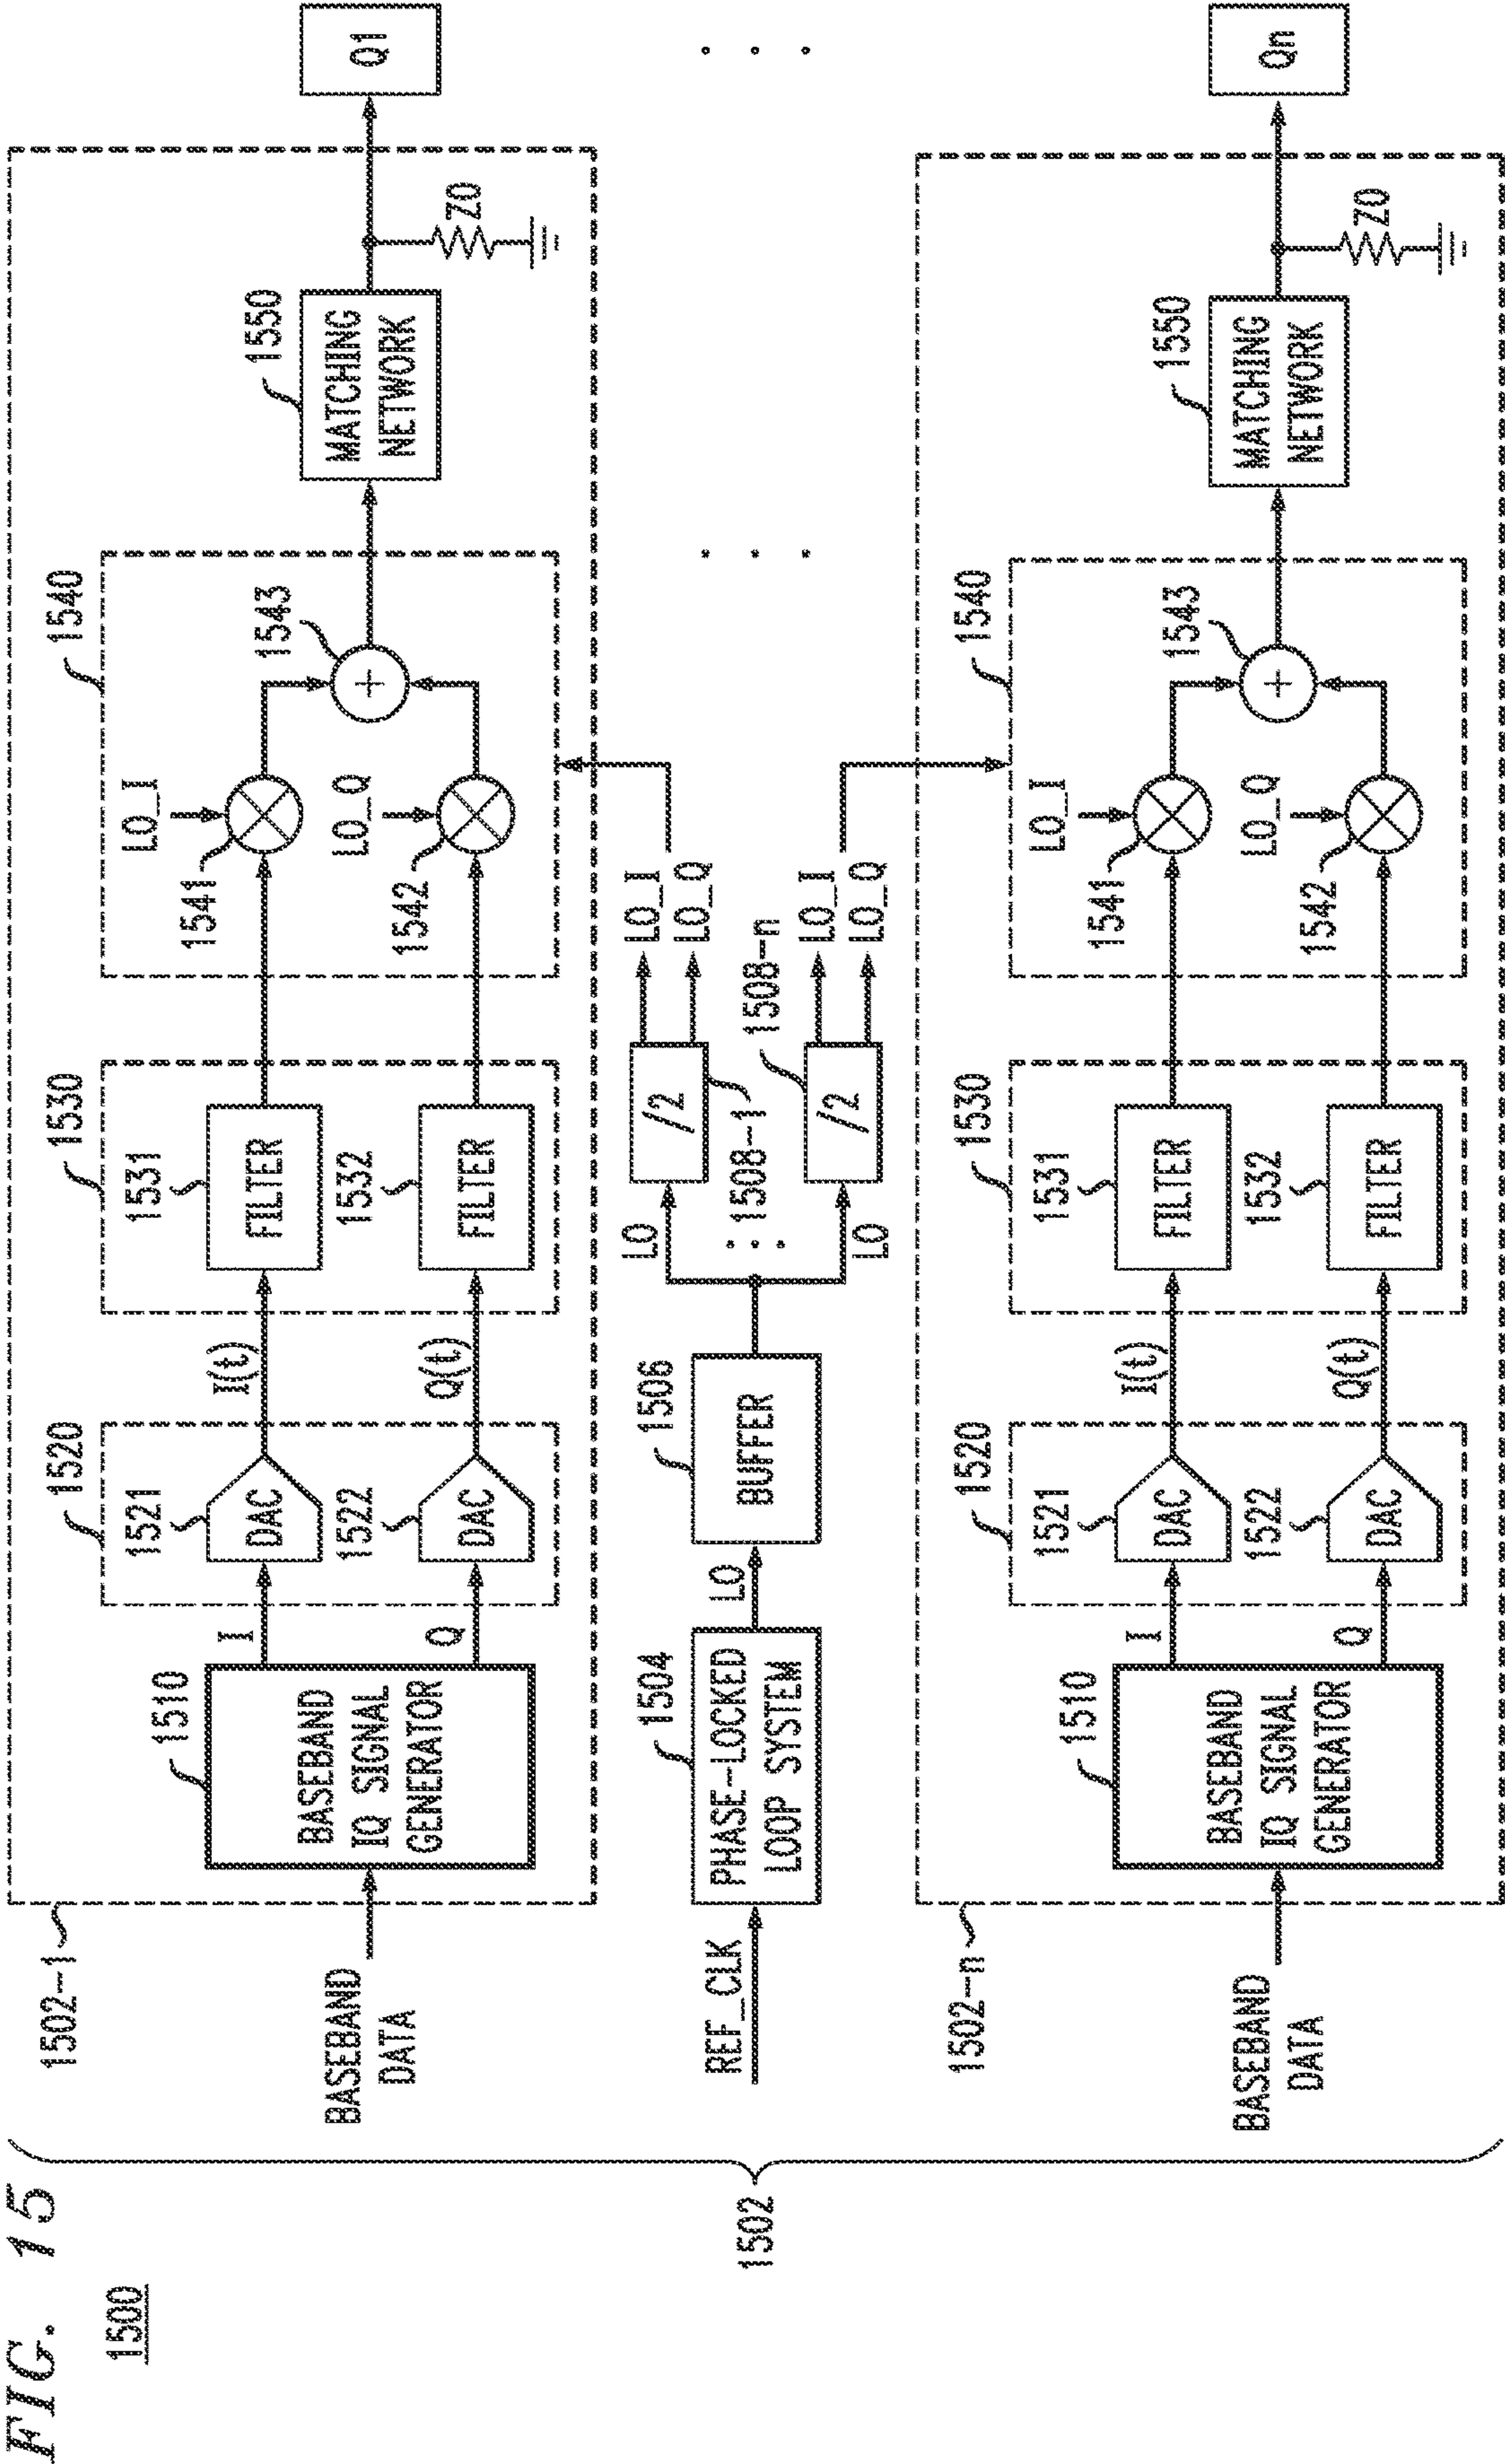 FIG. 15
1500
1502
1502-1
BASEBAND
DATA
1510
BASEBAND
IQ SIGNAL
GENERATOR
I
Q
1520
1521
DAC
1522
DAC
I(t)
Q(t)
1530
1531
FILTER
1532
FILTER
1540
LO_I
1541
LO_Q
1542
1543
+
1550
MATCHING
NETWORK
Z0
Q1
REF_CLK
1504
PHASE-LOCKED
LOOP SYSTEM
LO
1506
BUFFER
LO
LO
/2
1508-1
/2
1508-n
LO_I
LO_Q
LO_I
LO_Q
1502-n
BASEBAND
DATA
1510
BASEBAND
IQ SIGNAL
GENERATOR
I
Q
1520
1521
DAC
1522
DAC
I(t)
Q(t)
1530
1531
FILTER
1532
FILTER
1540
LO_I
1541
LO_Q
1542
1543
+
1550
MATCHING
NETWORK
Z0
Qn